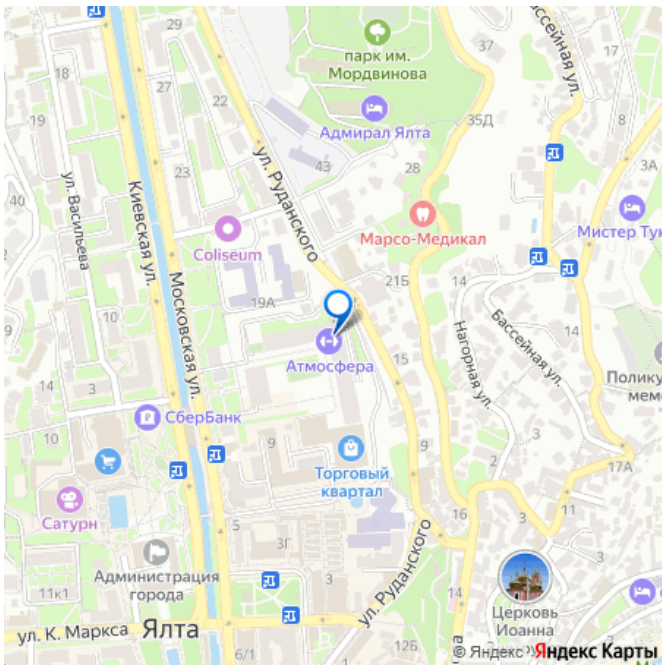 парк им.
Мордвинова
37
Бассейная ул.
7
8
18
27
29
22
19
23
40
ул. Васильева
Киевская ул.
Московская ул.
ул. Руданского
Адмирал Ялта
43
35Д
28
3А
Марсо-Медикал
Мистер Тук
Coliseum
19А
21Б
14
14
Нагорная ул.
Бассейная ул.
Атмосфера
15
Полику
мем
10
СберБанк
9
9
3
2
17А
Торговый
квартал
Сатурн
5
3Г
3
16
11
3
Администрация
города
11к1
ул. Руданского
14
Церковь
Иоанна
ул. К. Маркса
Ялта
6/1
12Б
© Яндекс
Яндекс Карты